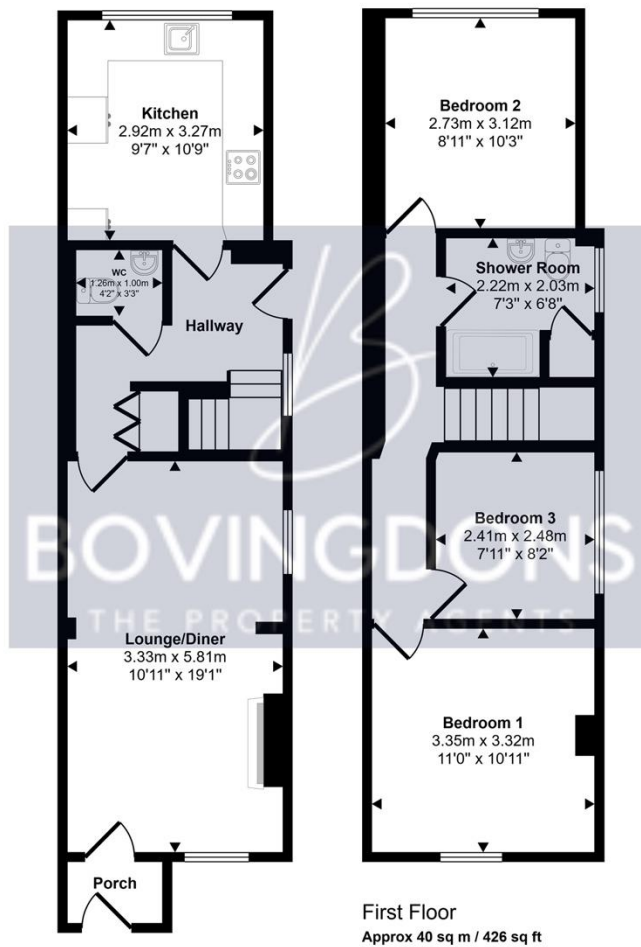 Kitchen
2.92m x 3.27m
9'7" x 10'9"
WC
1.26m x 1.00m
4'2" x 3'3"
Hallway
Lounge/Diner
3.33m x 5.81m
10'11" x 19'1"
Porch
Bedroom 2
2.73m x 3.12m
8'11" x 10'3"
Shower Room
2.22m x 2.03m
7'3" x 6'8"
Bedroom 3
2.41m x 2.48m
7'11" x 8'2"
Bedroom 1
3.35m x 3.32m
11'0" x 10'11"
First Floor
Approx 40 sq m / 426 sq ft
B
BOVINGDONS
THE PROPERTY AGENTS